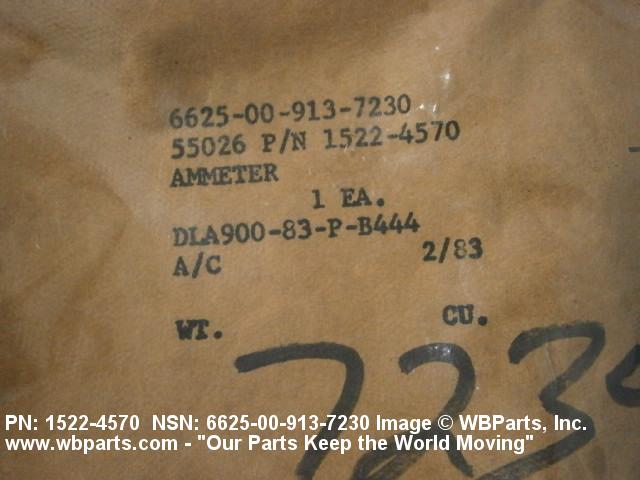 6625-00-913-7230
55026 P/N 1522-4570
AMMETER
1 EA.
DLA900-83-P-B444
A/C 2/83
WT. CU.
7230
PN: 1522-4570 NSN: 6625-00-913-7230 Image © WBParts, Inc.
www.wbparts.com - "Our Parts Keep the World Moving"